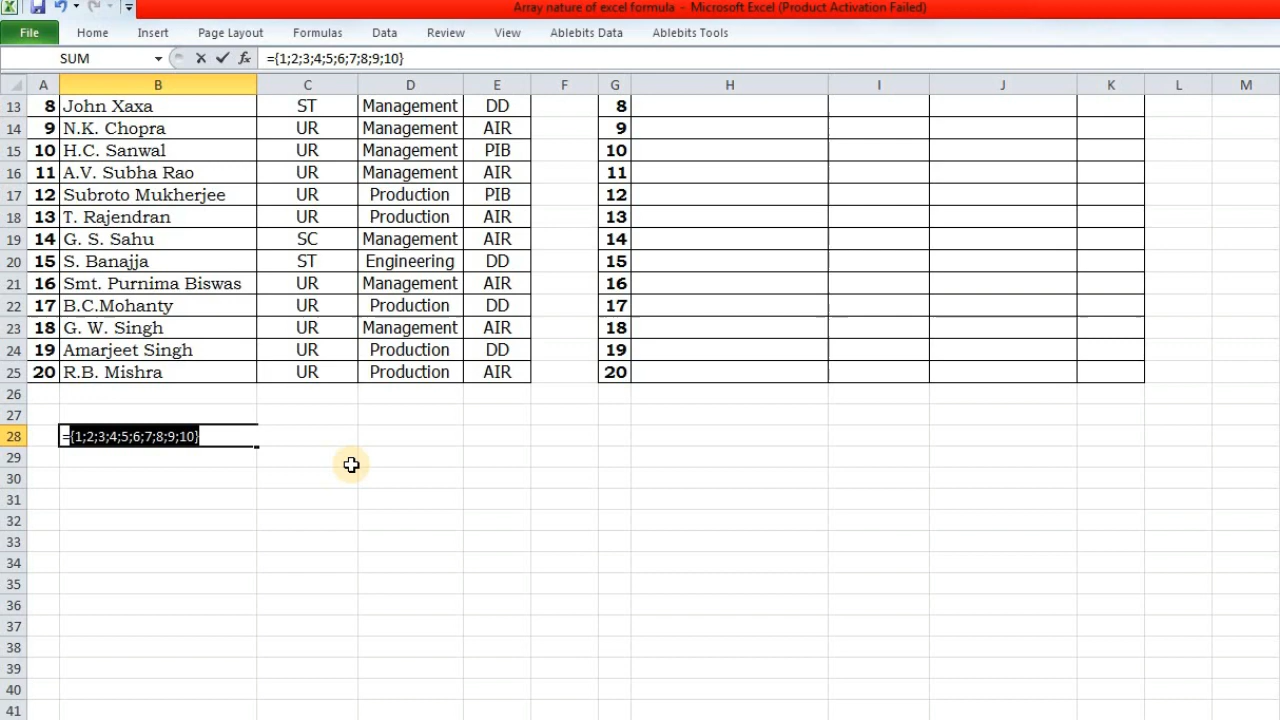 Array nature of excel formula - Microsoft Excel (Product Activation Failed)
File Home Insert Page Layout Formulas Data Review View Ablebits Data Ablebits Tools
SUM fx ={1;2;3;4;5;6;7;8;9;10}
A B C D E F G H I J K L M
13 8 John Xaxa ST Management DD 8
14 9 N.K. Chopra UR Management AIR 9
15 10 H.C. Sanwal UR Management PIB 10
16 11 A.V. Subha Rao UR Management AIR 11
17 12 Subroto Mukherjee UR Production PIB 12
18 13 T. Rajendran UR Production AIR 13
19 14 G. S. Sahu SC Management AIR 14
20 15 S. Banajja ST Engineering DD 15
21 16 Smt. Purnima Biswas UR Management AIR 16
22 17 B.C.Mohanty UR Production DD 17
23 18 G. W. Singh UR Management AIR 18
24 19 Amarjeet Singh UR Production DD 19
25 20 R.B. Mishra UR Production AIR 20
26
27
28 ={1;2;3;4;5;6;7;8;9;10}
29
30
31
32
33
34
35
36
37
38
39
40
41